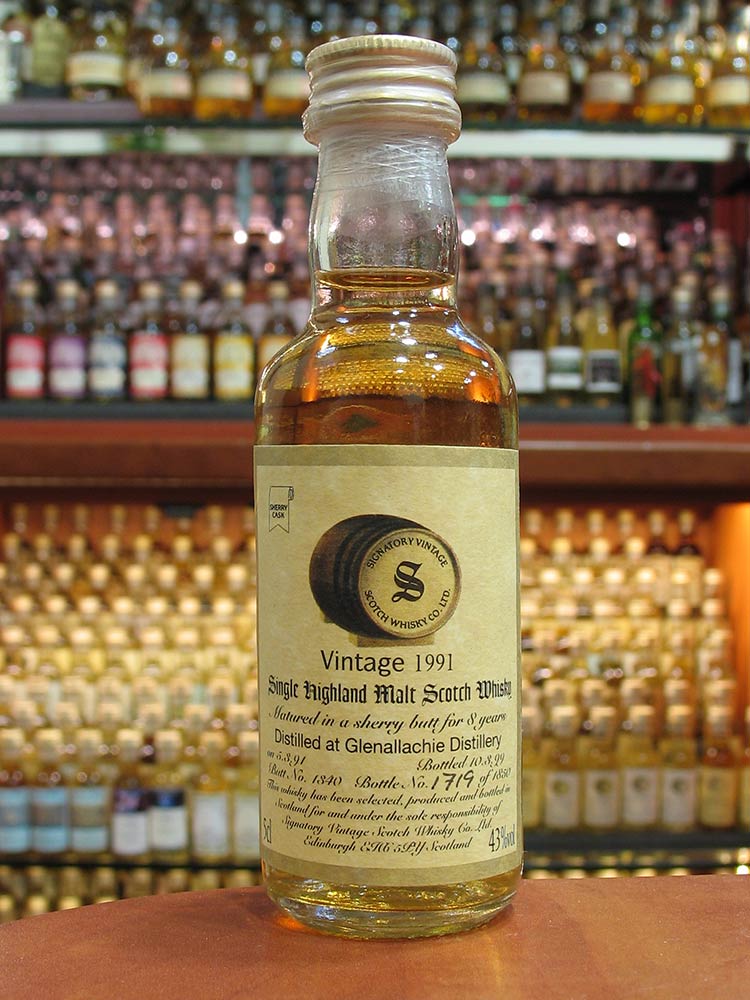 SHERRY
CASK
SIGNATORY VINTAGE
SCOTCH WHISKY CO. LTD.
S
Vintage 1991
Single Highland Malt Scotch Whisky
Matured in a sherry butt for 8 years
Distilled at Glenallachie Distillery
on 5.3.91 Bottled 10.3.99
Butt No. 1340 Bottle No. 1719 of 1850
This whisky has been selected, produced and bottled in
Scotland for and under the sole responsibility of
Signatory Vintage Scotch Whisky Co. Ltd
Edinburgh EH6 5PY Scotland
5cl 43%vol